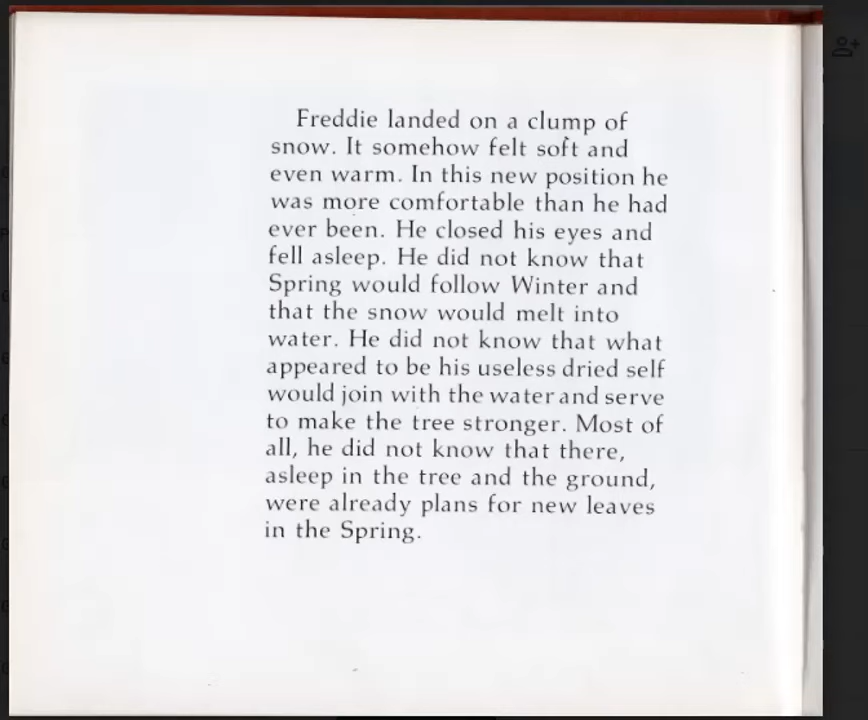 Freddie landed on a clump of
snow. It somehow felt soft and
even warm. In this new position he
was more comfortable than he had
ever been. He closed his eyes and
fell asleep. He did not know that
Spring would follow Winter and
that the snow would melt into
water. He did not know that what
appeared to be his useless dried self
would join with the water and serve
to make the tree stronger. Most of
all, he did not know that there,
asleep in the tree and the ground,
were already plans for new leaves
in the Spring.